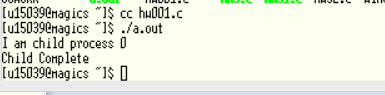 [u15039@magics ~]$ cc hw001.c
[u15039@magics ~]$ ./a.out
I am child process 0
Child Complete
[u15039@magics ~]$